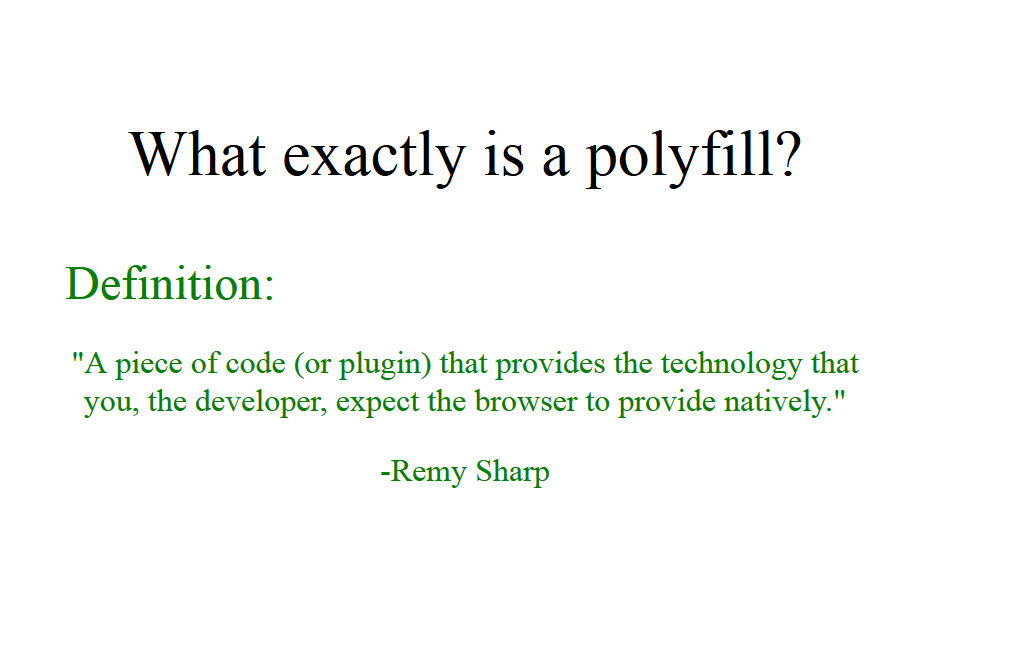 What exactly is a polyfill?
Definition:
"A piece of code (or plugin) that provides the technology that
you, the developer, expect the browser to provide natively."
-Remy Sharp